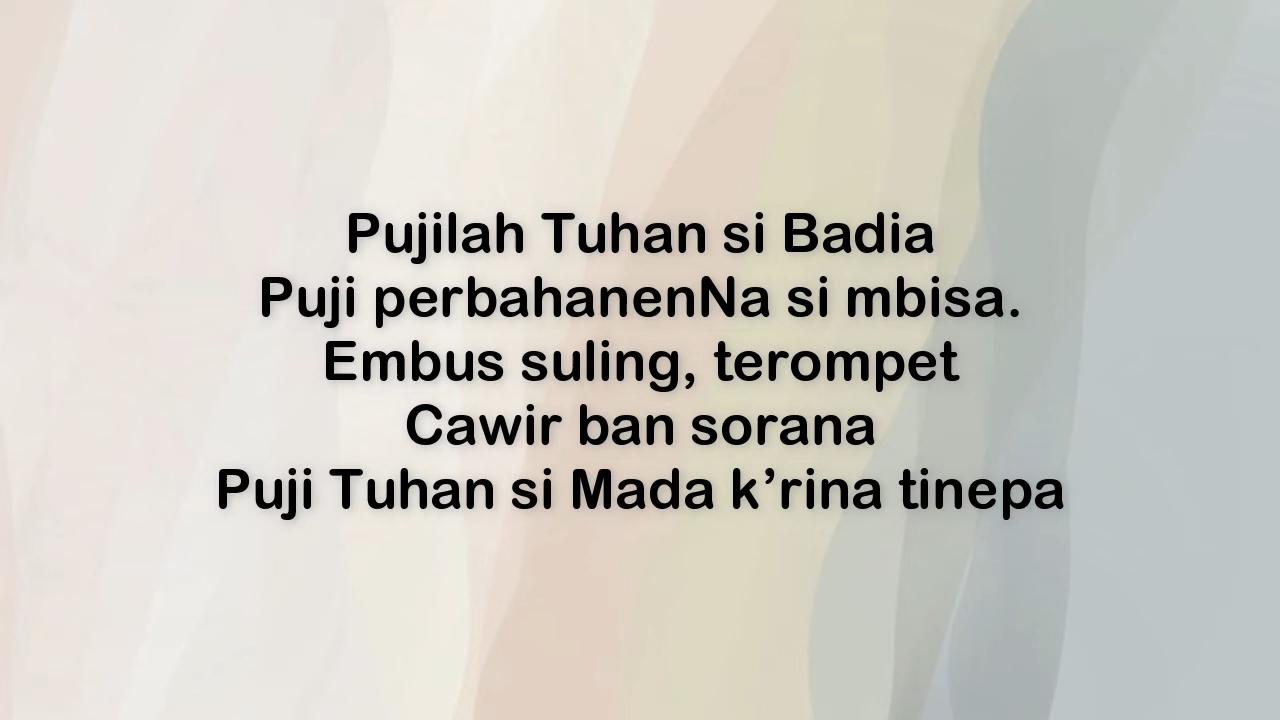 Pujilah Tuhan si Badia
Puji perbahanenNa si mbisa.
Embus suling, terompet
Cawir ban sorana
Puji Tuhan si Mada k’rina tinepa